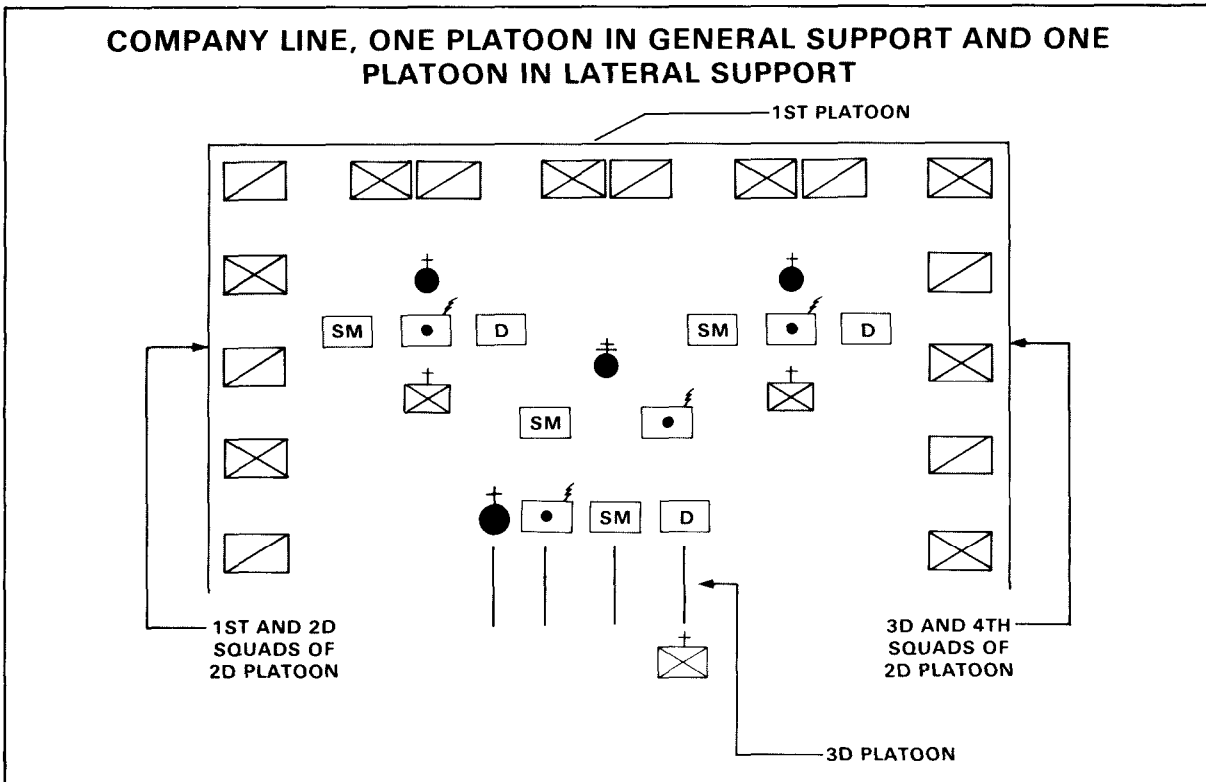 COMPANY LINE, ONE PLATOON IN GENERAL SUPPORT AND ONE
PLATOON IN LATERAL SUPPORT
1ST PLATOON
SM
D
SM
D
SM
SM
D
1ST AND 2D
SQUADS OF
2D PLATOON
3D AND 4TH
SQUADS OF
2D PLATOON
3D PLATOON